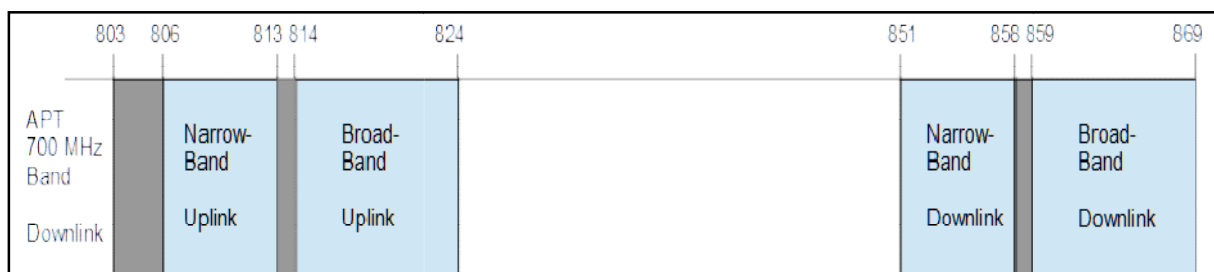 803 806 813 814 824 851 858 859 869
APT
700 MHz
Band
Downlink
Narrow-
Band
Uplink
Broad-
Band
Uplink
Narrow-
Band
Downlink
Broad-
Band
Downlink